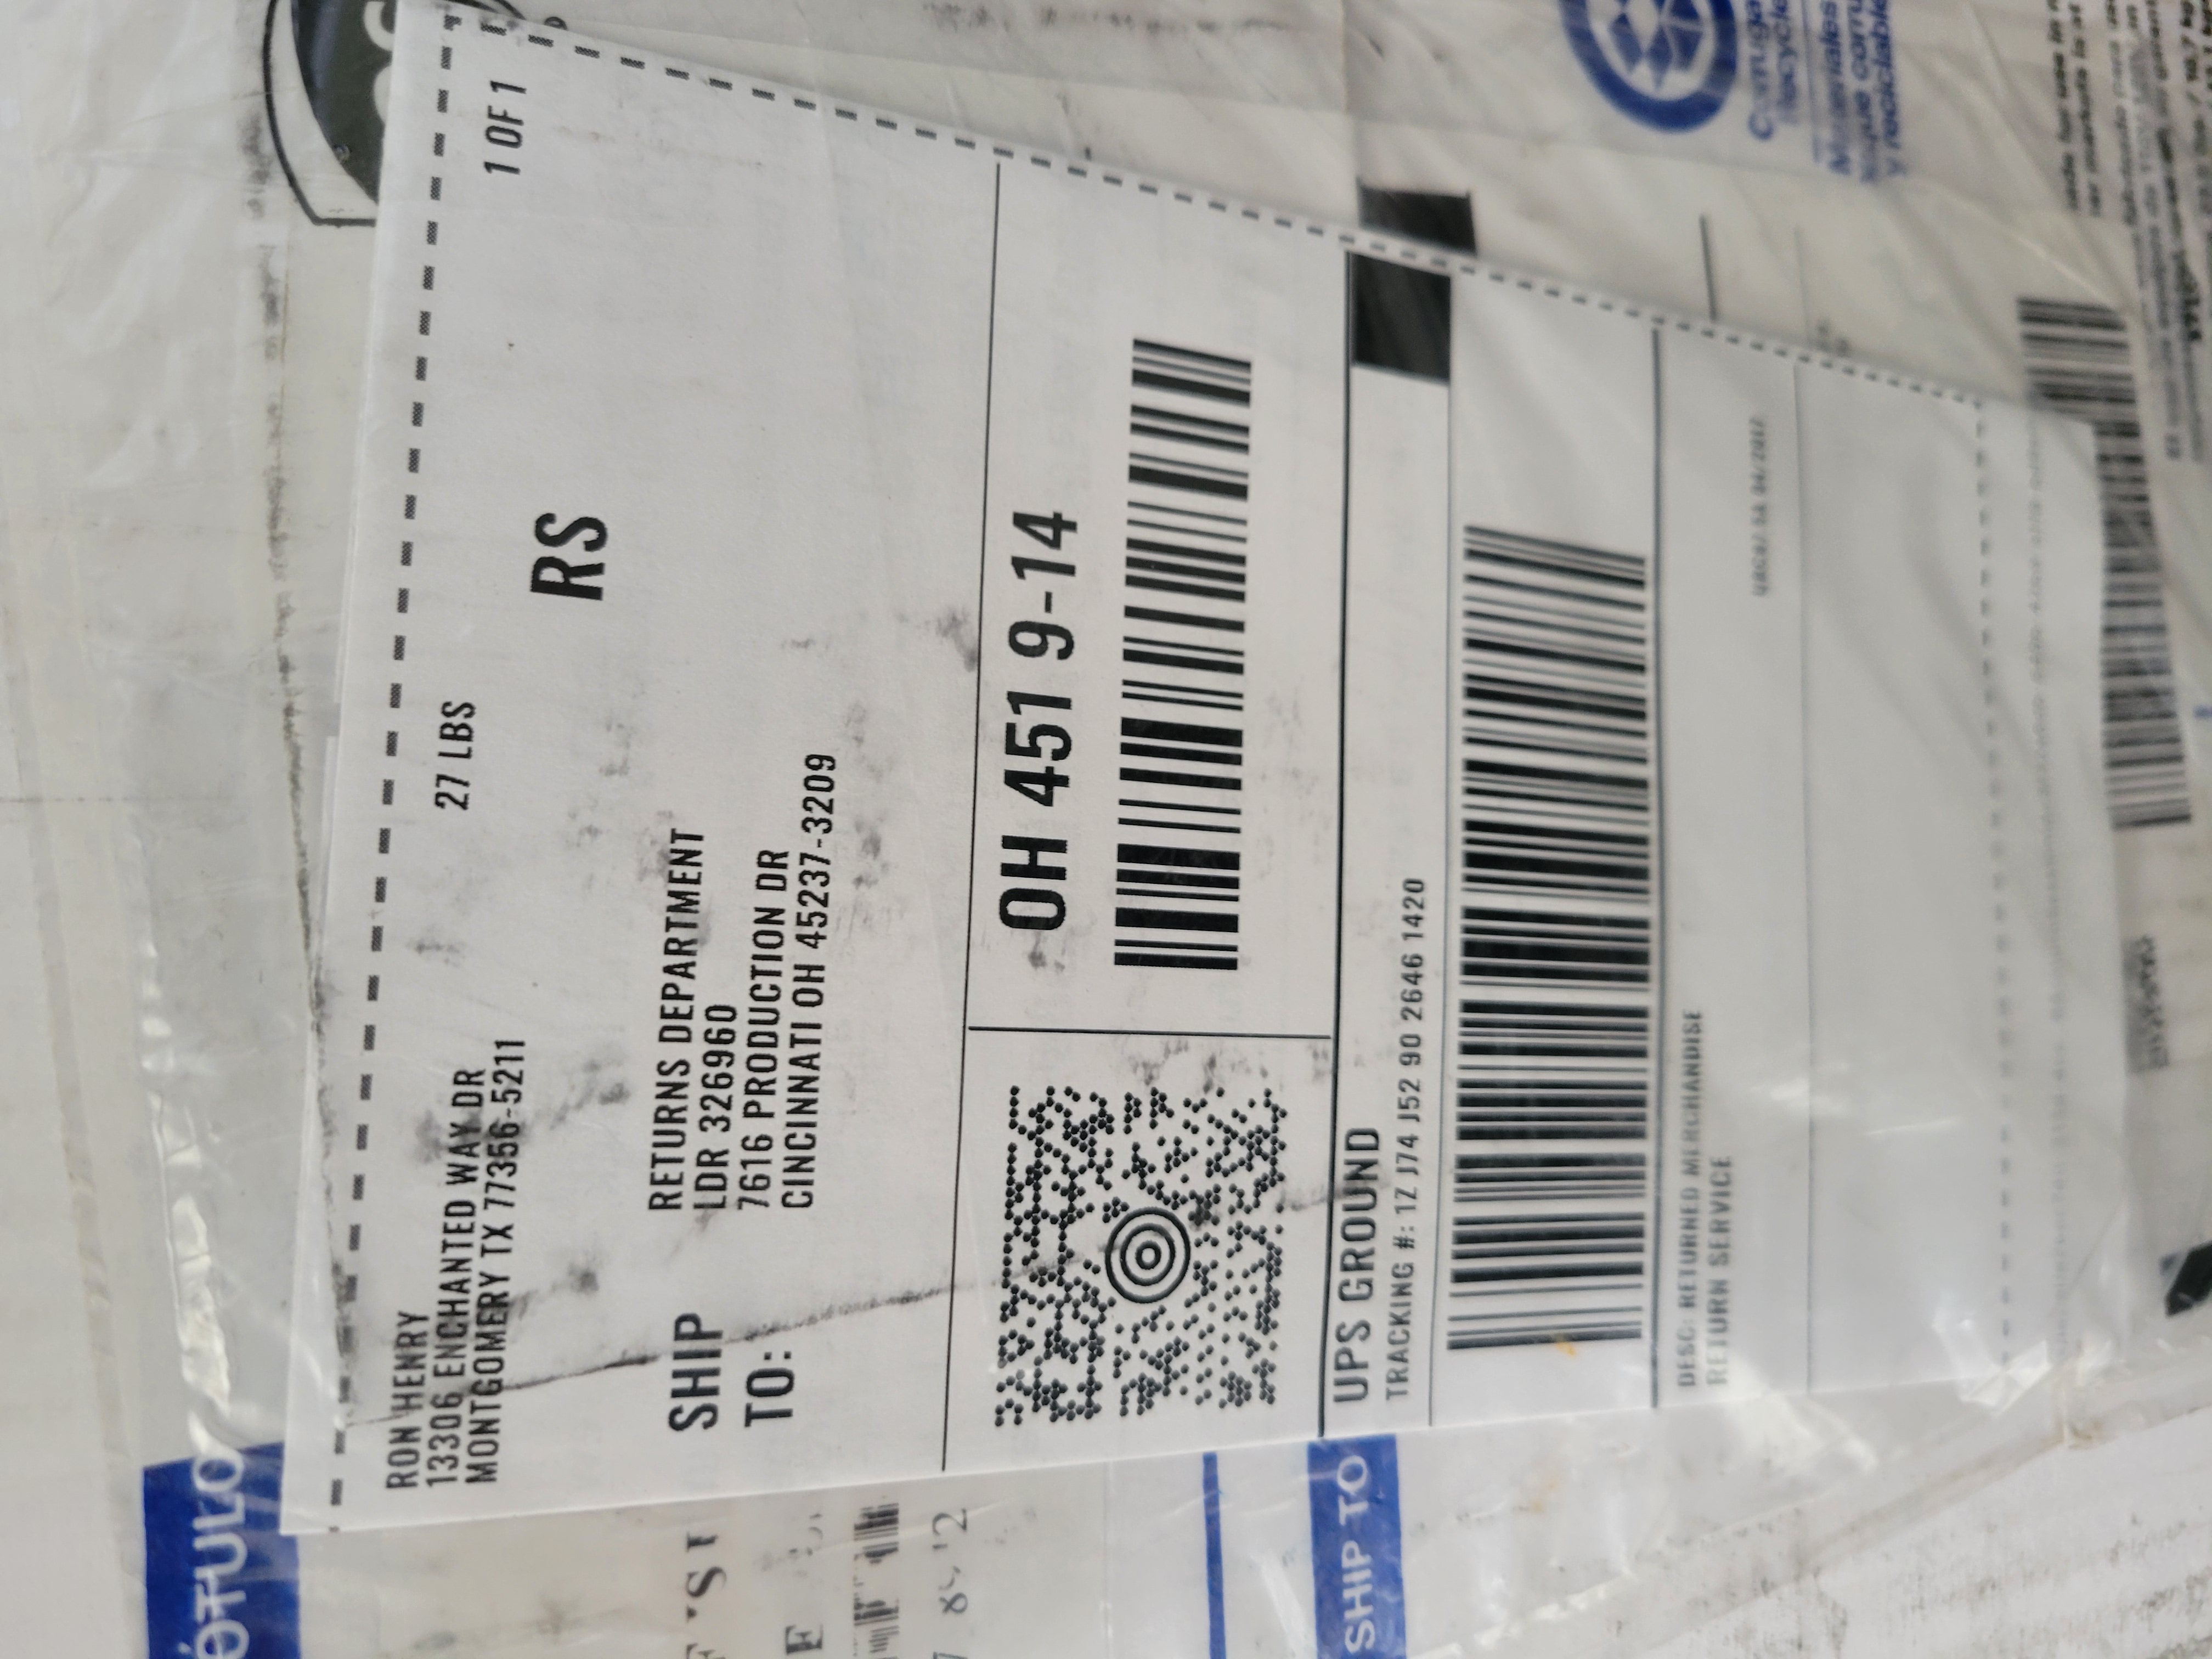 RON HENRY
13306 ENCHANTED WAY DR
MONTGOMERY TX 77356-5211
27 LBS
1 OF 1
RS
SHIP
TO:
RETURNS DEPARTMENT
LDR 326960
7616 PRODUCTION DR
CINCINNATI OH 45237-3209
OH 451 9-14
UPS GROUND
TRACKING #: 1Z J74 J52 90 2646 1420
DESC: RETURNED MERCHANDISE
RETURN SERVICE
SHIP TO
Recycle
y reciclable